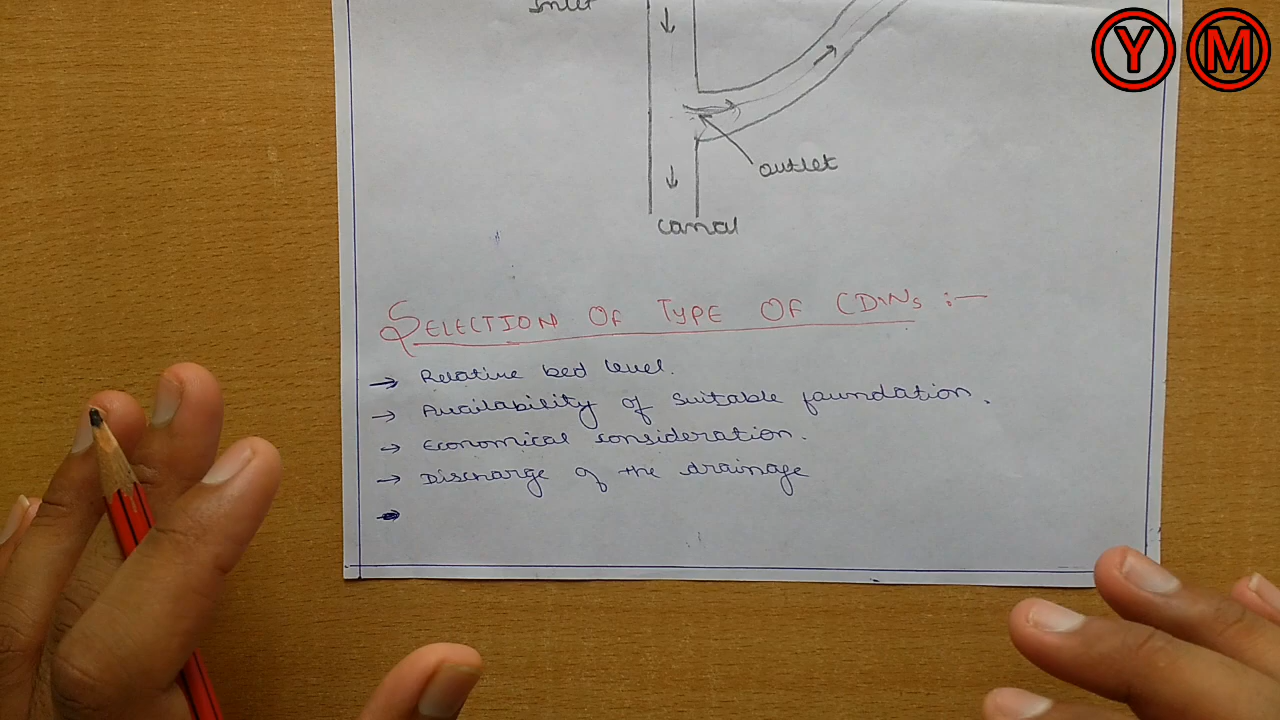 Inlet
Y M
outlet
canal
SELECTION OF TYPE OF CDWs :-
→ Relative bed level.
→ Availability of suitable foundation.
→ Economical consideration.
→ Discharge of the drainage